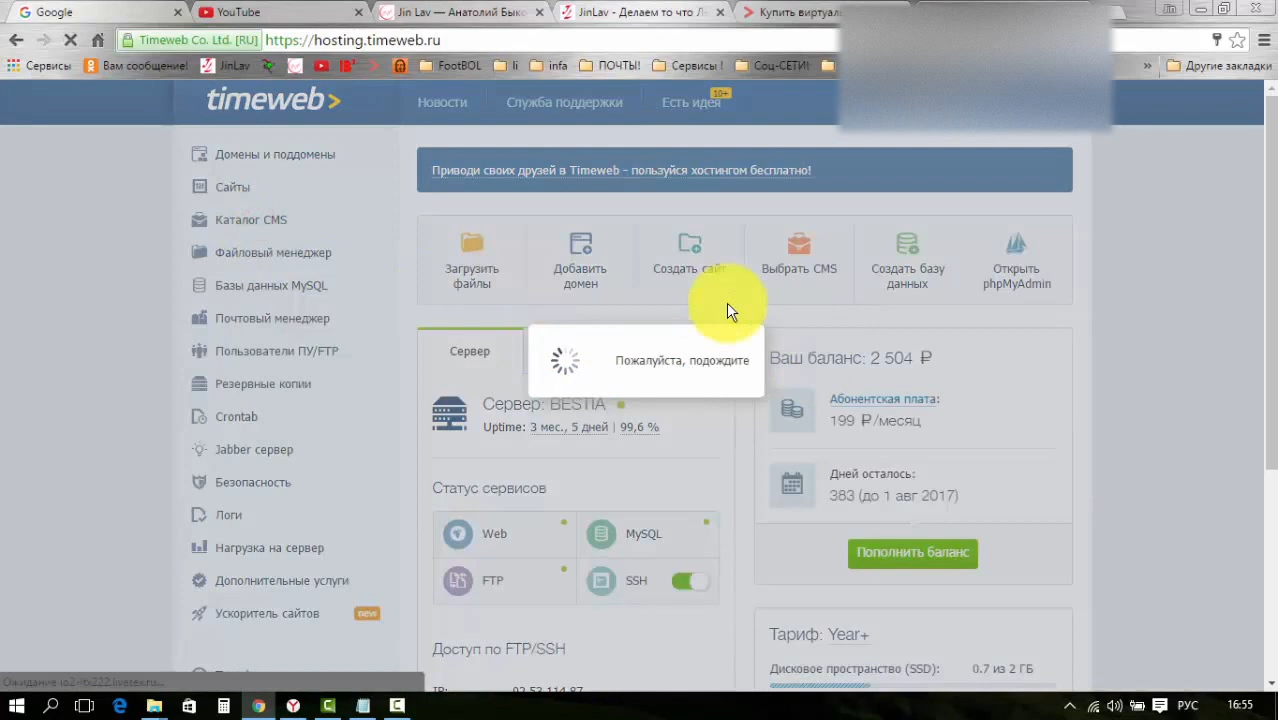 Google
YouTube
Jin Lav — Анатолий Быко
JinLav - Делаем то что Л
Купить виртуаль
Timeweb Co. Ltd. [RU]
https://hosting.timeweb.ru
Сервисы
Вам сообщение!
JinLav
FootBOL
li
infa
ПОЧТЫ!
Сервисы !
Соц-СЕТИ!
Другие закладки
timeweb>
Новости
Служба поддержки
Есть идея
10+
Домены и поддомены
Сайты
Каталог CMS
Файловый менеджер
Базы данных MySQL
Почтовый менеджер
Пользователи ПУ/FTP
Резервные копии
Crontab
Jabber сервер
Безопасность
Логи
Нагрузка на сервер
Дополнительные услуги
Ускоритель сайтов
new
Приводи своих друзей в Timeweb - пользуйся хостингом бесплатно!
Загрузить файлы
Добавить домен
Создать сайт
Выбрать CMS
Создать базу данных
Открыть phpMyAdmin
Сервер
Пожалуйста, подождите
Сервер: BESTIA
Uptime: 3 мес., 5 дней | 99,6 %
Статус сервисов
Web
MySQL
FTP
SSH
Доступ по FTP/SSH
Ваш баланс: 2 504 ₽
Абонентская плата:
199 ₽/месяц
Дней осталось:
383 (до 1 авг 2017)
Пополнить баланс
Тариф: Year+
Дисковое пространство (SSD):
0.7 из 2 ГБ
РУС
16:55